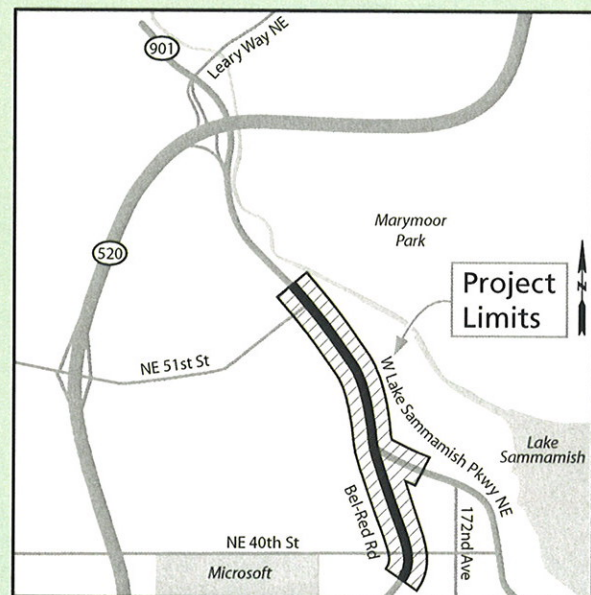 901
Leary Way NE
520
Marymoor
Park
Project
Limits
N
NE 51st St
W Lake Sammamish Pkwy NE
Lake
Sammamish
Bel-Red Rd
172nd Ave
NE 40th St
Microsoft